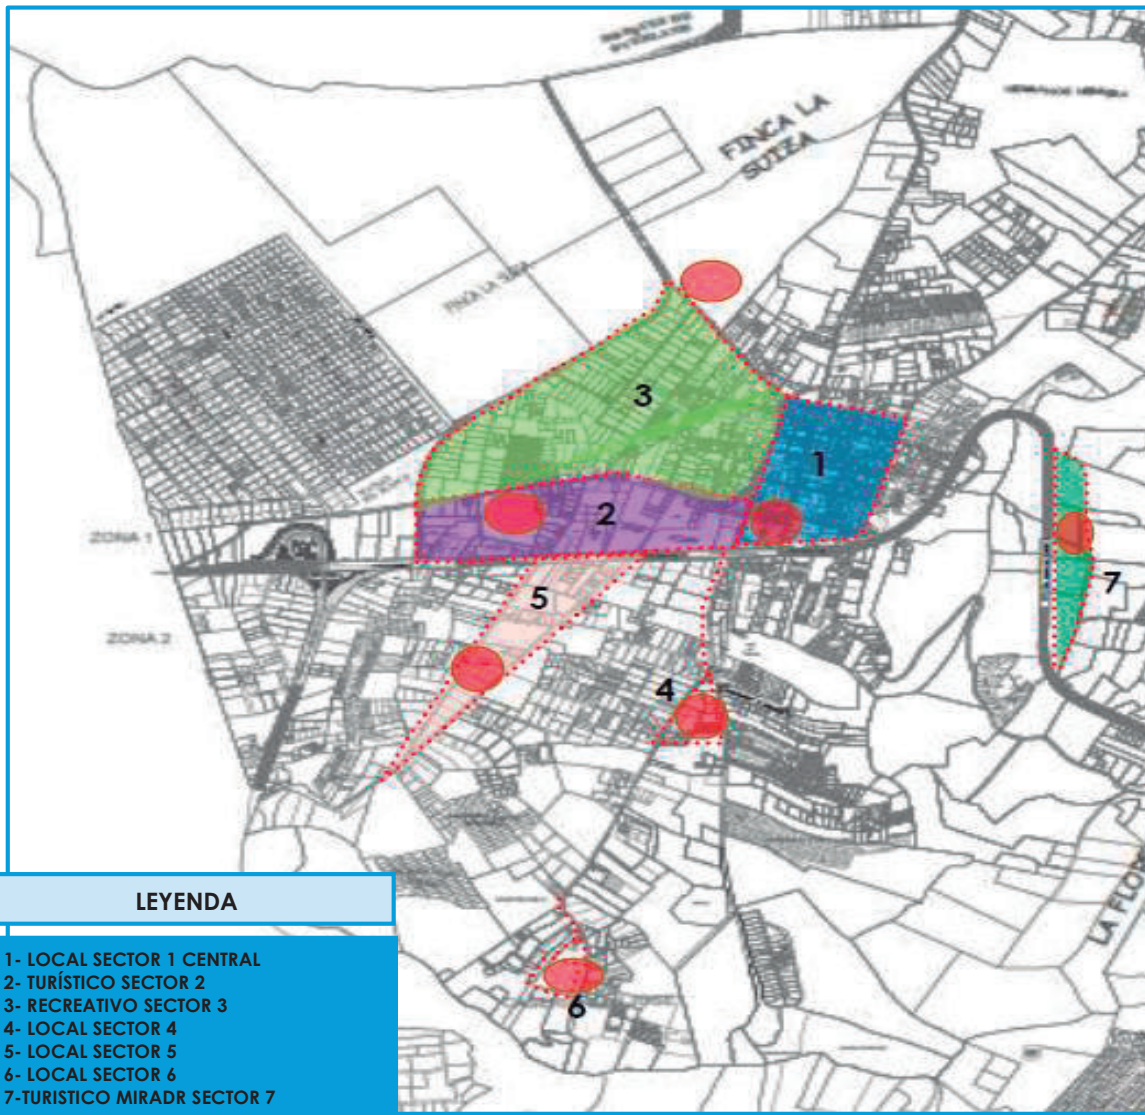 FINCA LA
SUIZA
FINCA LA SUIZA
3
1
2
ZONA 1
5
7
ZONA 2
4
LA FLOR
6
LEYENDA
1- LOCAL SECTOR 1 CENTRAL
2- TURÍSTICO SECTOR 2
3- RECREATIVO SECTOR 3
4- LOCAL SECTOR 4
5- LOCAL SECTOR 5
6- LOCAL SECTOR 6
7-TURISTICO MIRADR SECTOR 7